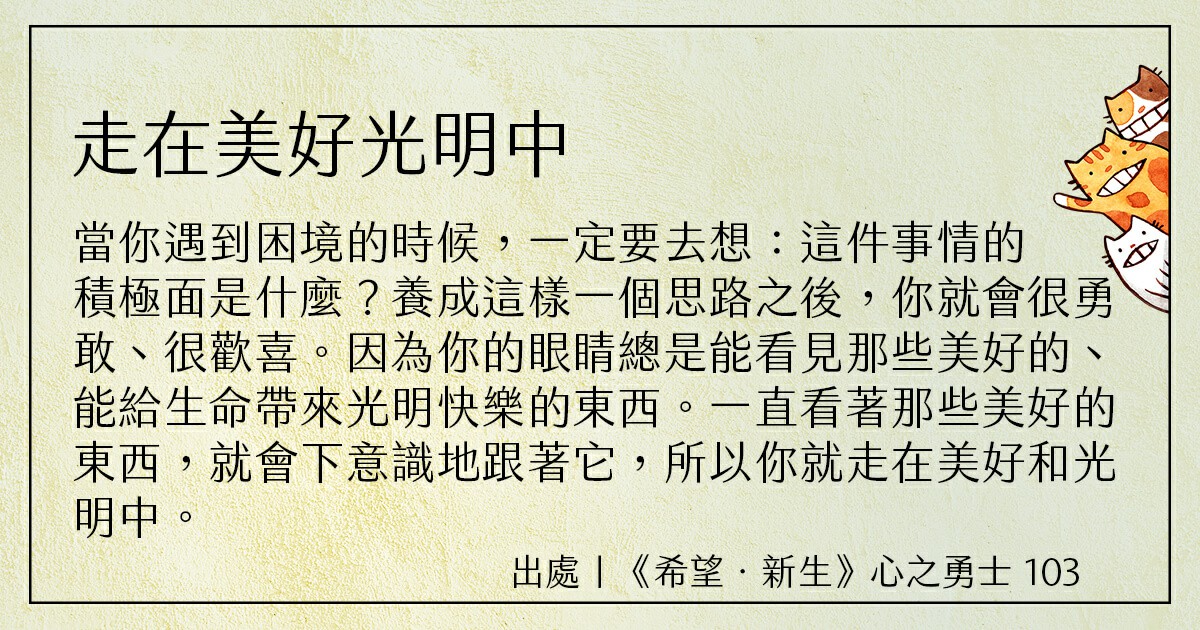 走在美好光明中
當你遇到困境的時候，一定要去想：這件事情的
積極面是什麼？養成這樣一個思路之後，你就會很勇
敢、很歡喜。因為你的眼睛總是能看見那些美好的、
能給生命帶來光明快樂的東西。一直看著那些美好的
東西，就會下意識地跟著它，所以你就走在美好和光
明中。
出處｜《希望．新生》心之勇士 103